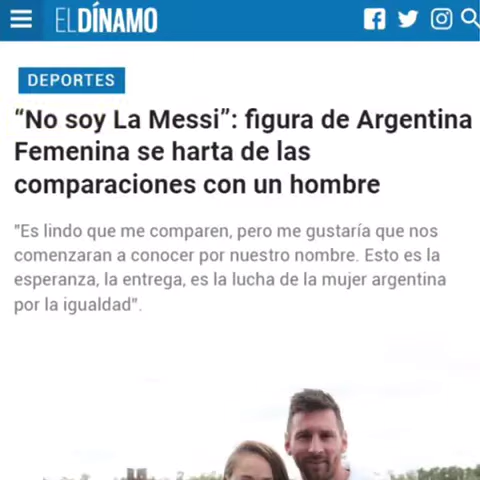 EL DÍNAMO
DEPORTES
“No soy La Messi”: figura de Argentina
Femenina se harta de las
comparaciones con un hombre
"Es lindo que me comparen, pero me gustaría que nos
comenzaran a conocer por nuestro nombre. Esto es la
esperanza, la entrega, es la lucha de la mujer argentina
por la igualdad".